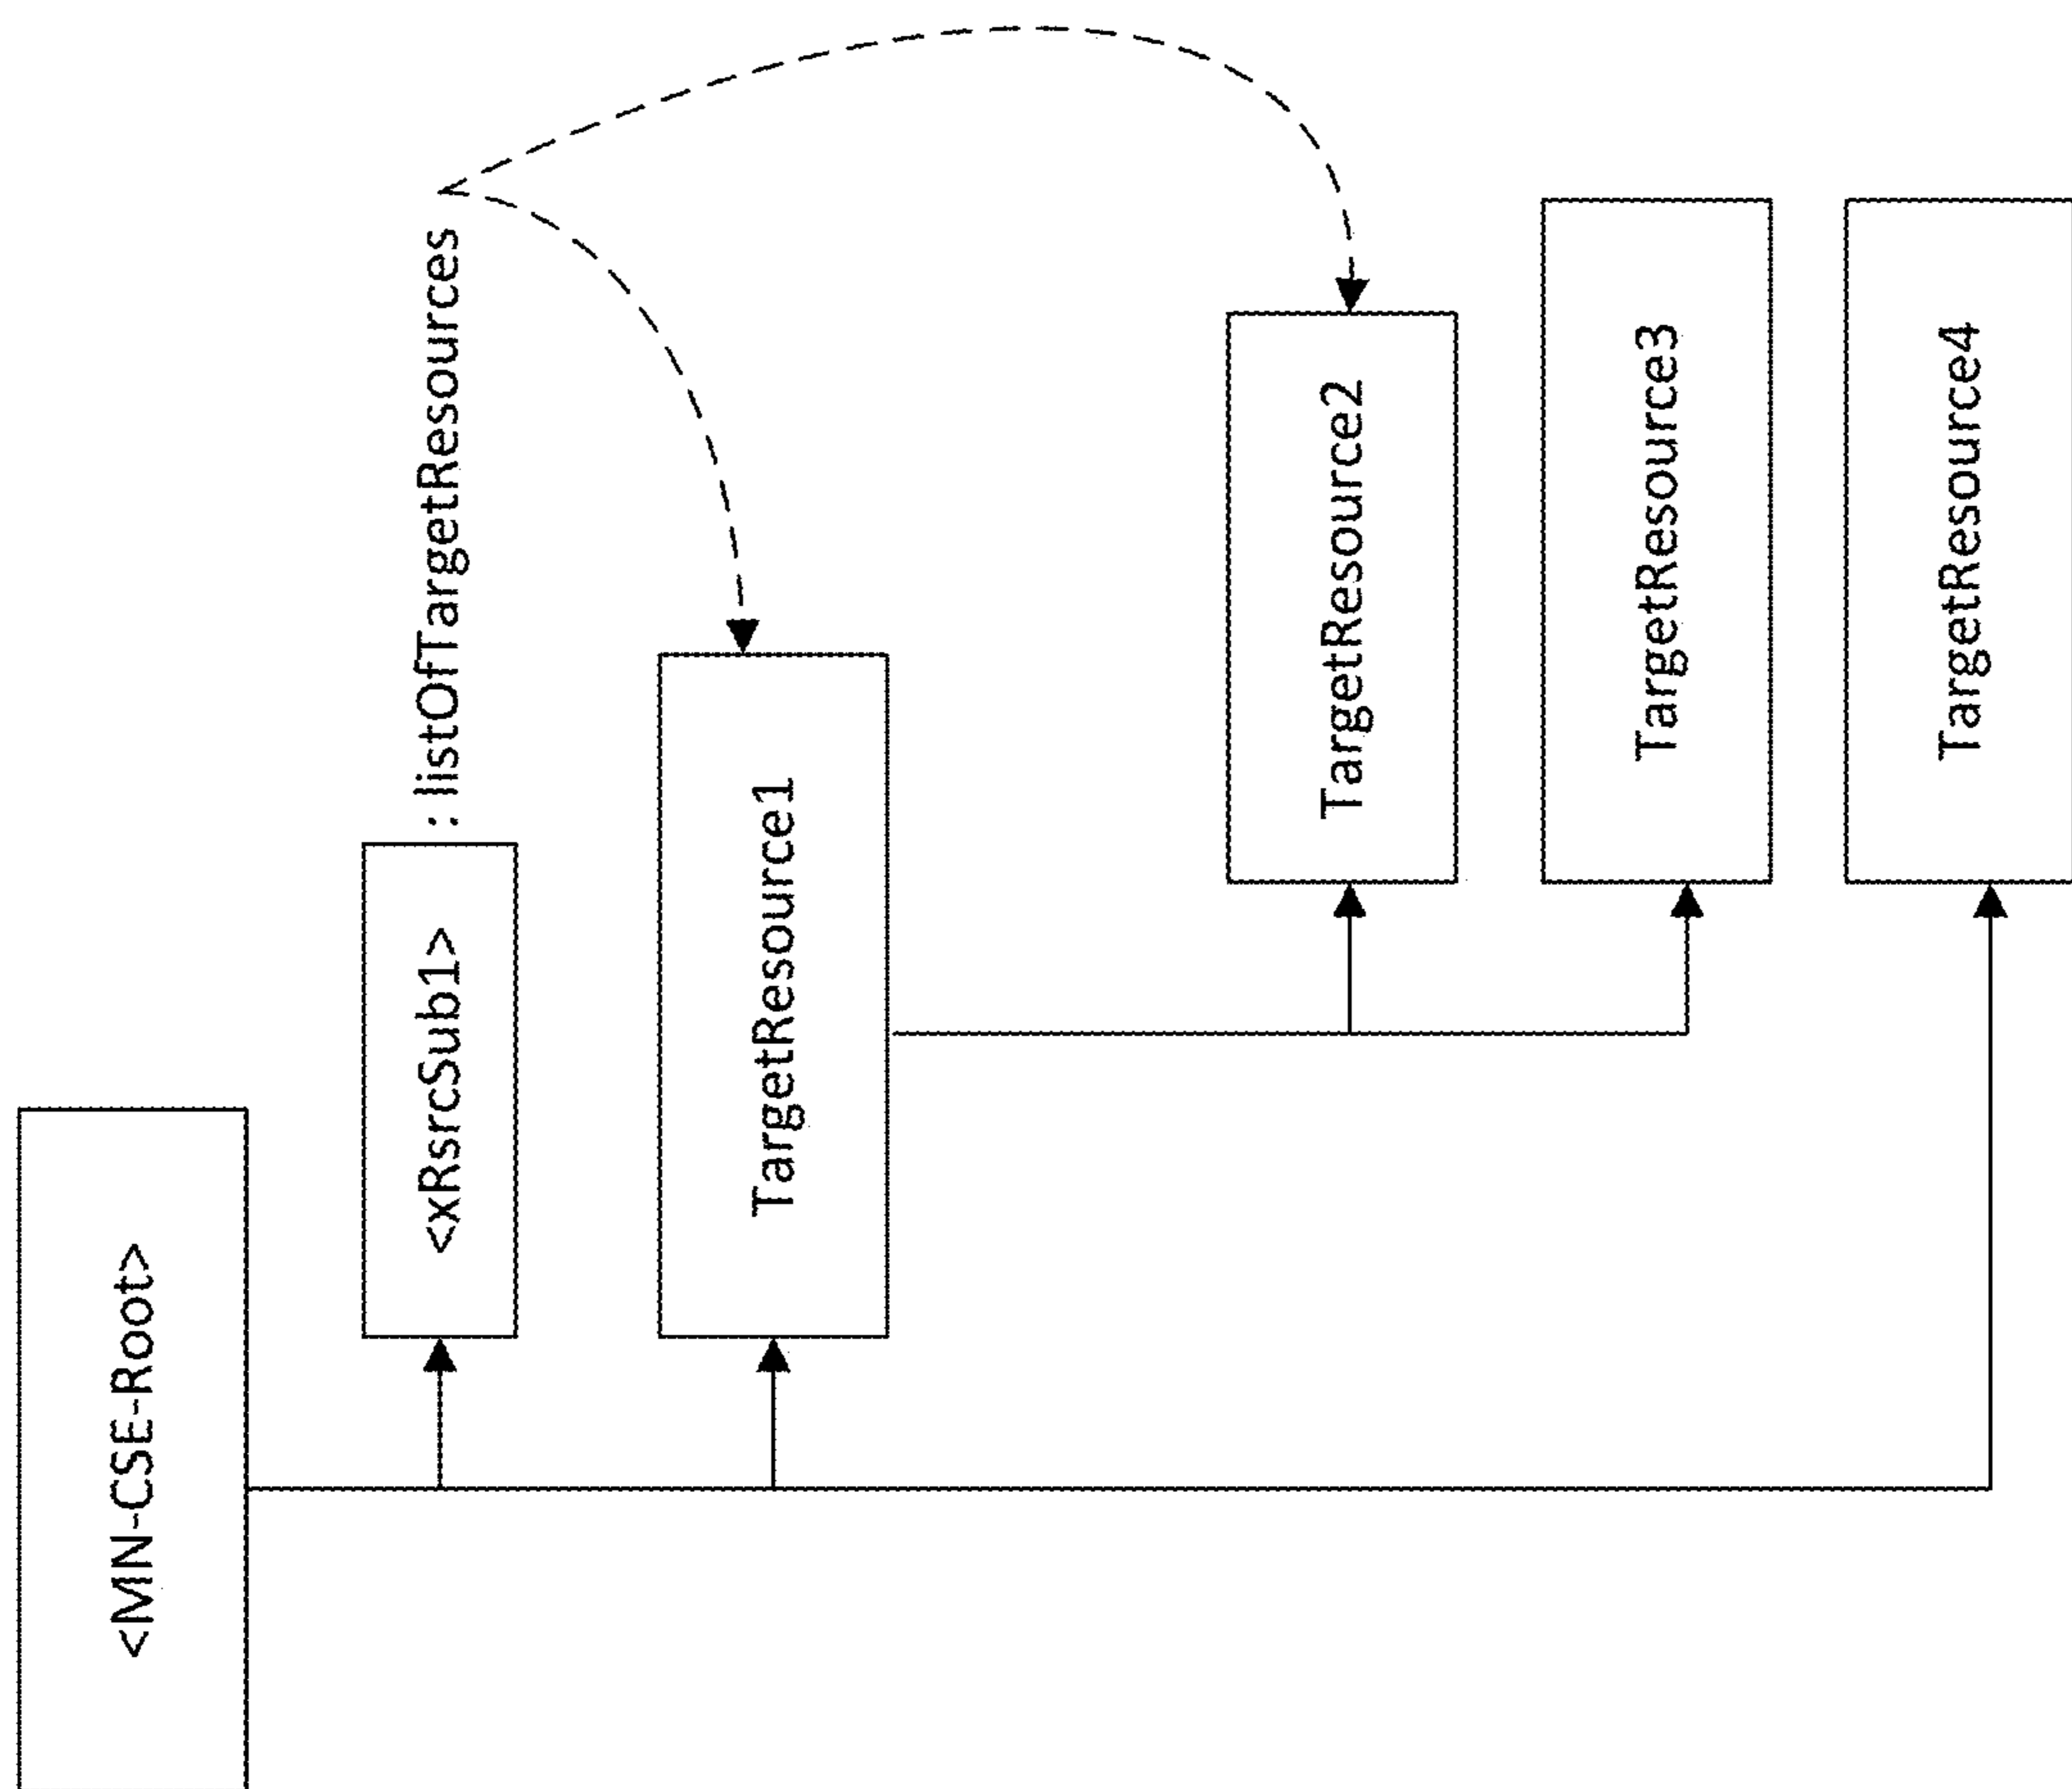 <MN-CSE-Root>
<xRsrcSub1> : listOfTargetResources
TargetResource1
TargetResource2
TargetResource3
TargetResource4